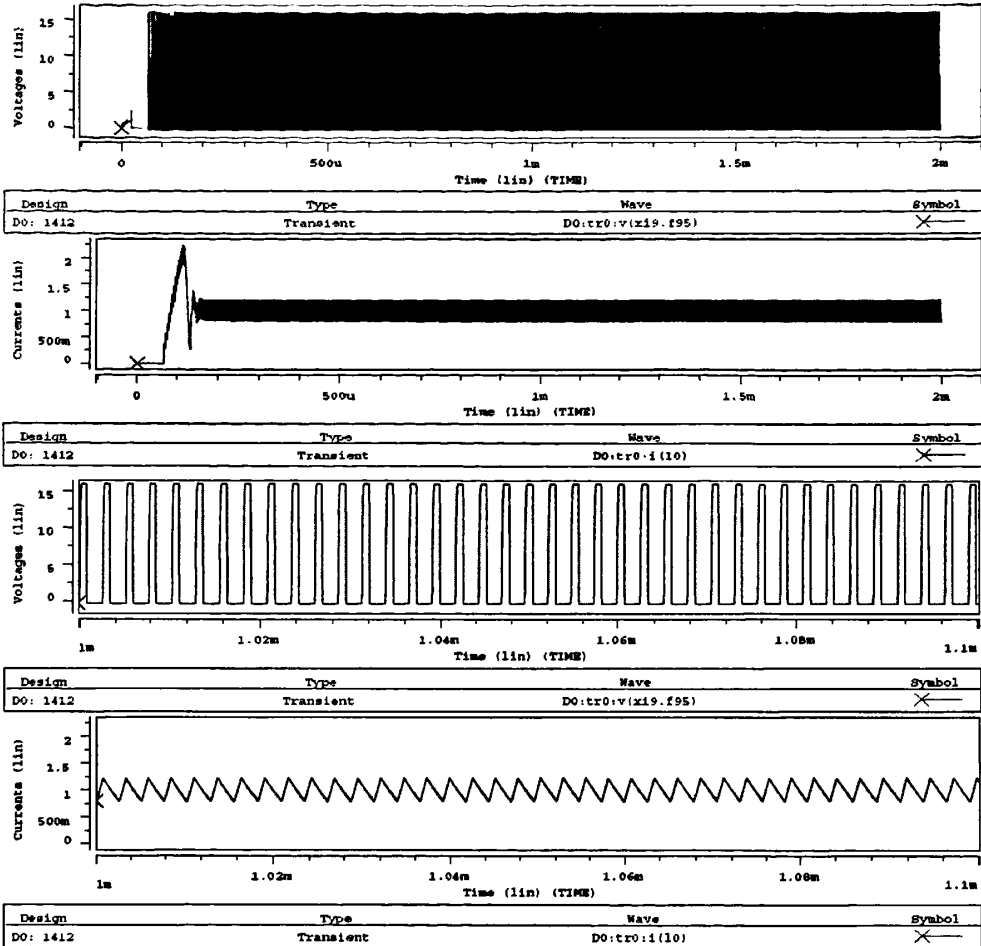 Voltages (lin)
15
10
5
0
0 500u 1m 1.5m 2m
Time (lin) (TIME)
Design Type Wave Symbol
D0: 1412 Transient D0:tr0:v(xi9.f95)
Currents (lin)
2
1.5
1
500m
0
0 500u 1m 1.5m 2m
Time (lin) (TIME)
Design Type Wave Symbol
D0: 1412 Transient D0:tr0:i(l0)
Voltages (lin)
15
10
5
0
1m 1.02m 1.04m 1.06m 1.08m 1.1m
Time (lin) (TIME)
Design Type Wave Symbol
D0: 1412 Transient D0:tr0:v(xi9.f95)
Currents (lin)
2
1.5
1
500m
0
1m 1.02m 1.04m 1.06m 1.08m 1.1m
Time (lin) (TIME)
Design Type Wave Symbol
D0: 1412 Transient D0:tr0:i(l0)